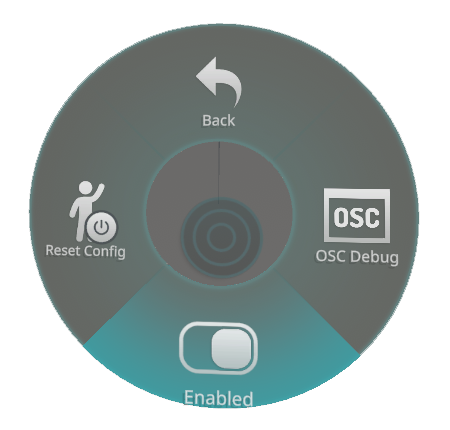 Back
Reset Config
OSC
OSC Debug
Enabled